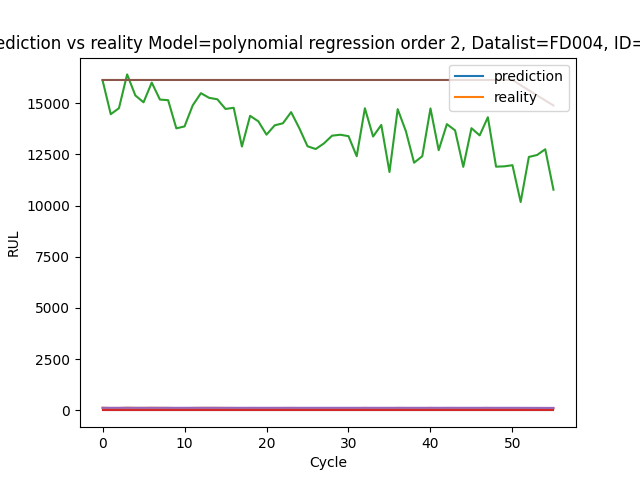 ediction vs reality Model=polynomial regression order 2, Datalist=FD004, ID=
prediction
reality
15000
12500
10000
7500
5000
2500
0
RUL
0 10 20 30 40 50
Cycle